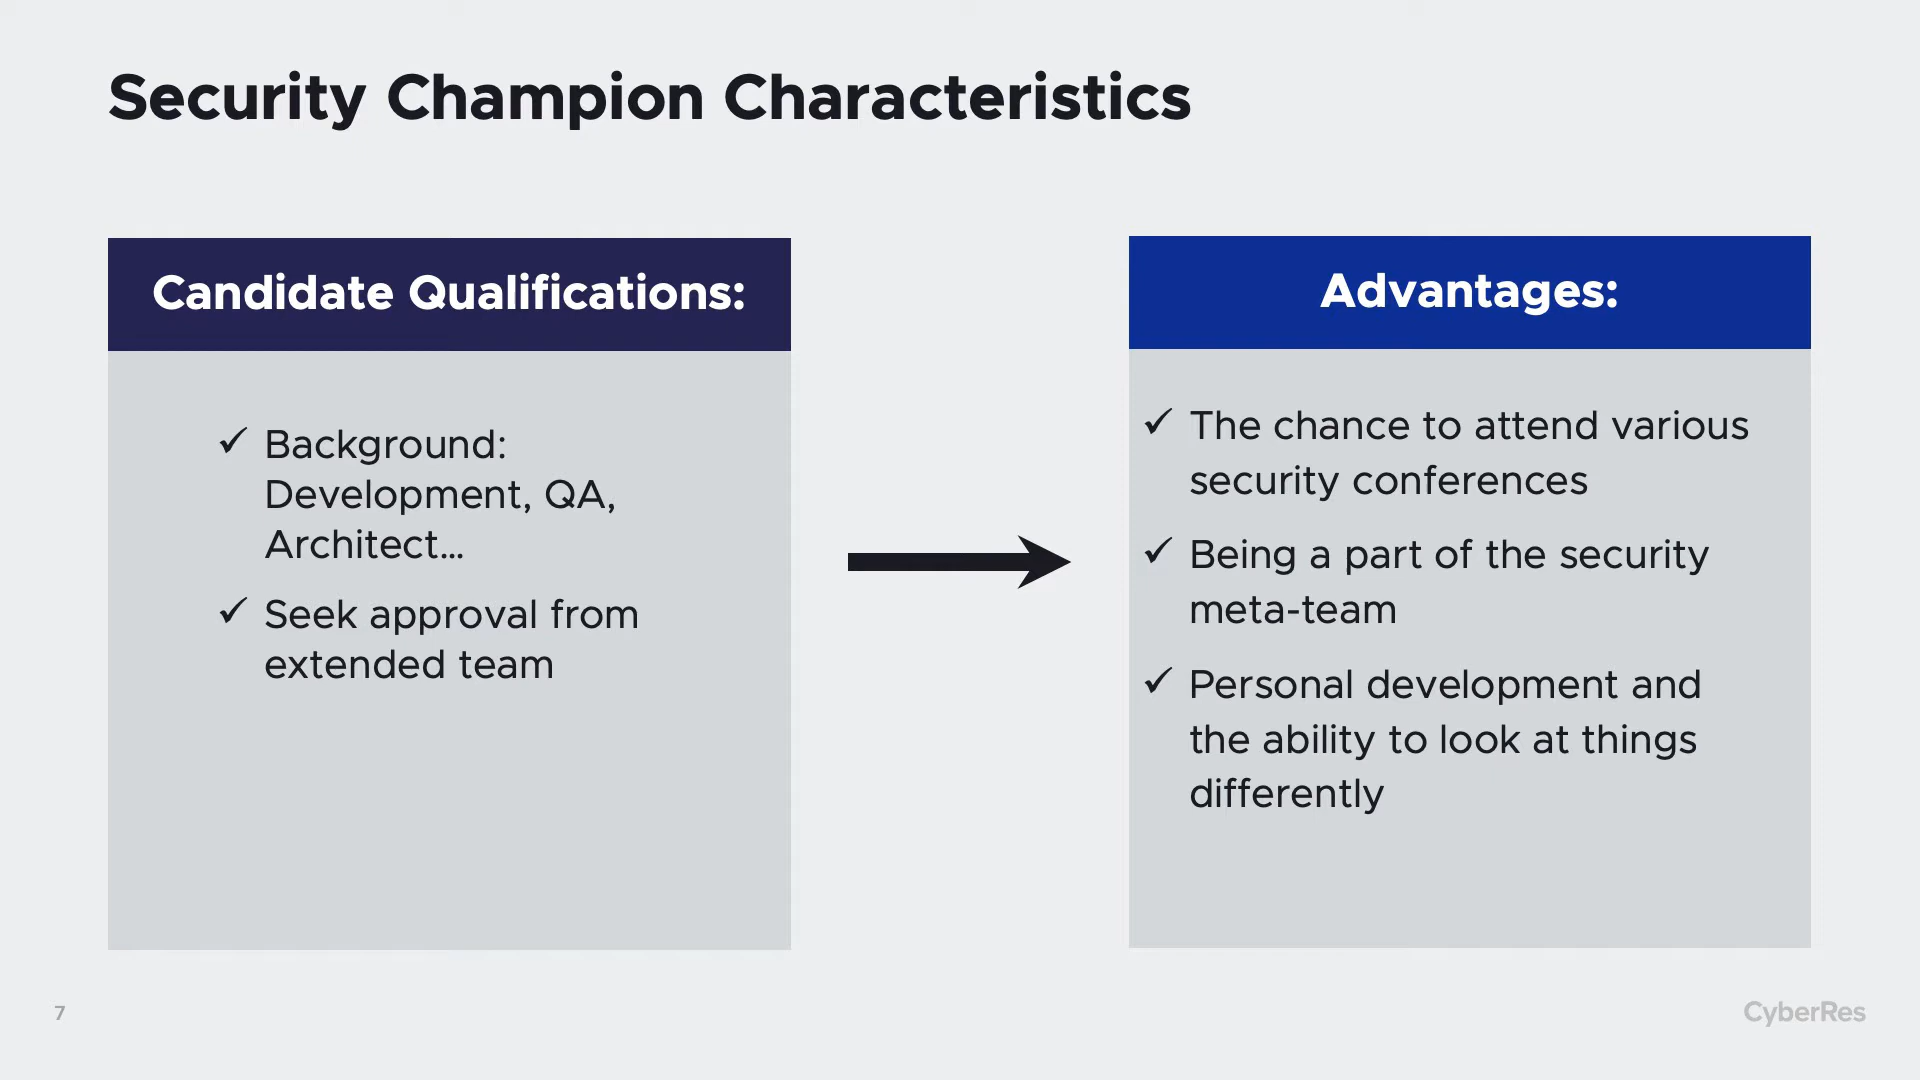 Security Champion Characteristics
Candidate Qualifications:
Background:
Development, QA,
Architect...
Seek approval from
extended team
Advantages:
The chance to attend various
security conferences
Being a part of the security
meta-team
Personal development and
the ability to look at things
differently
7
CyberRes